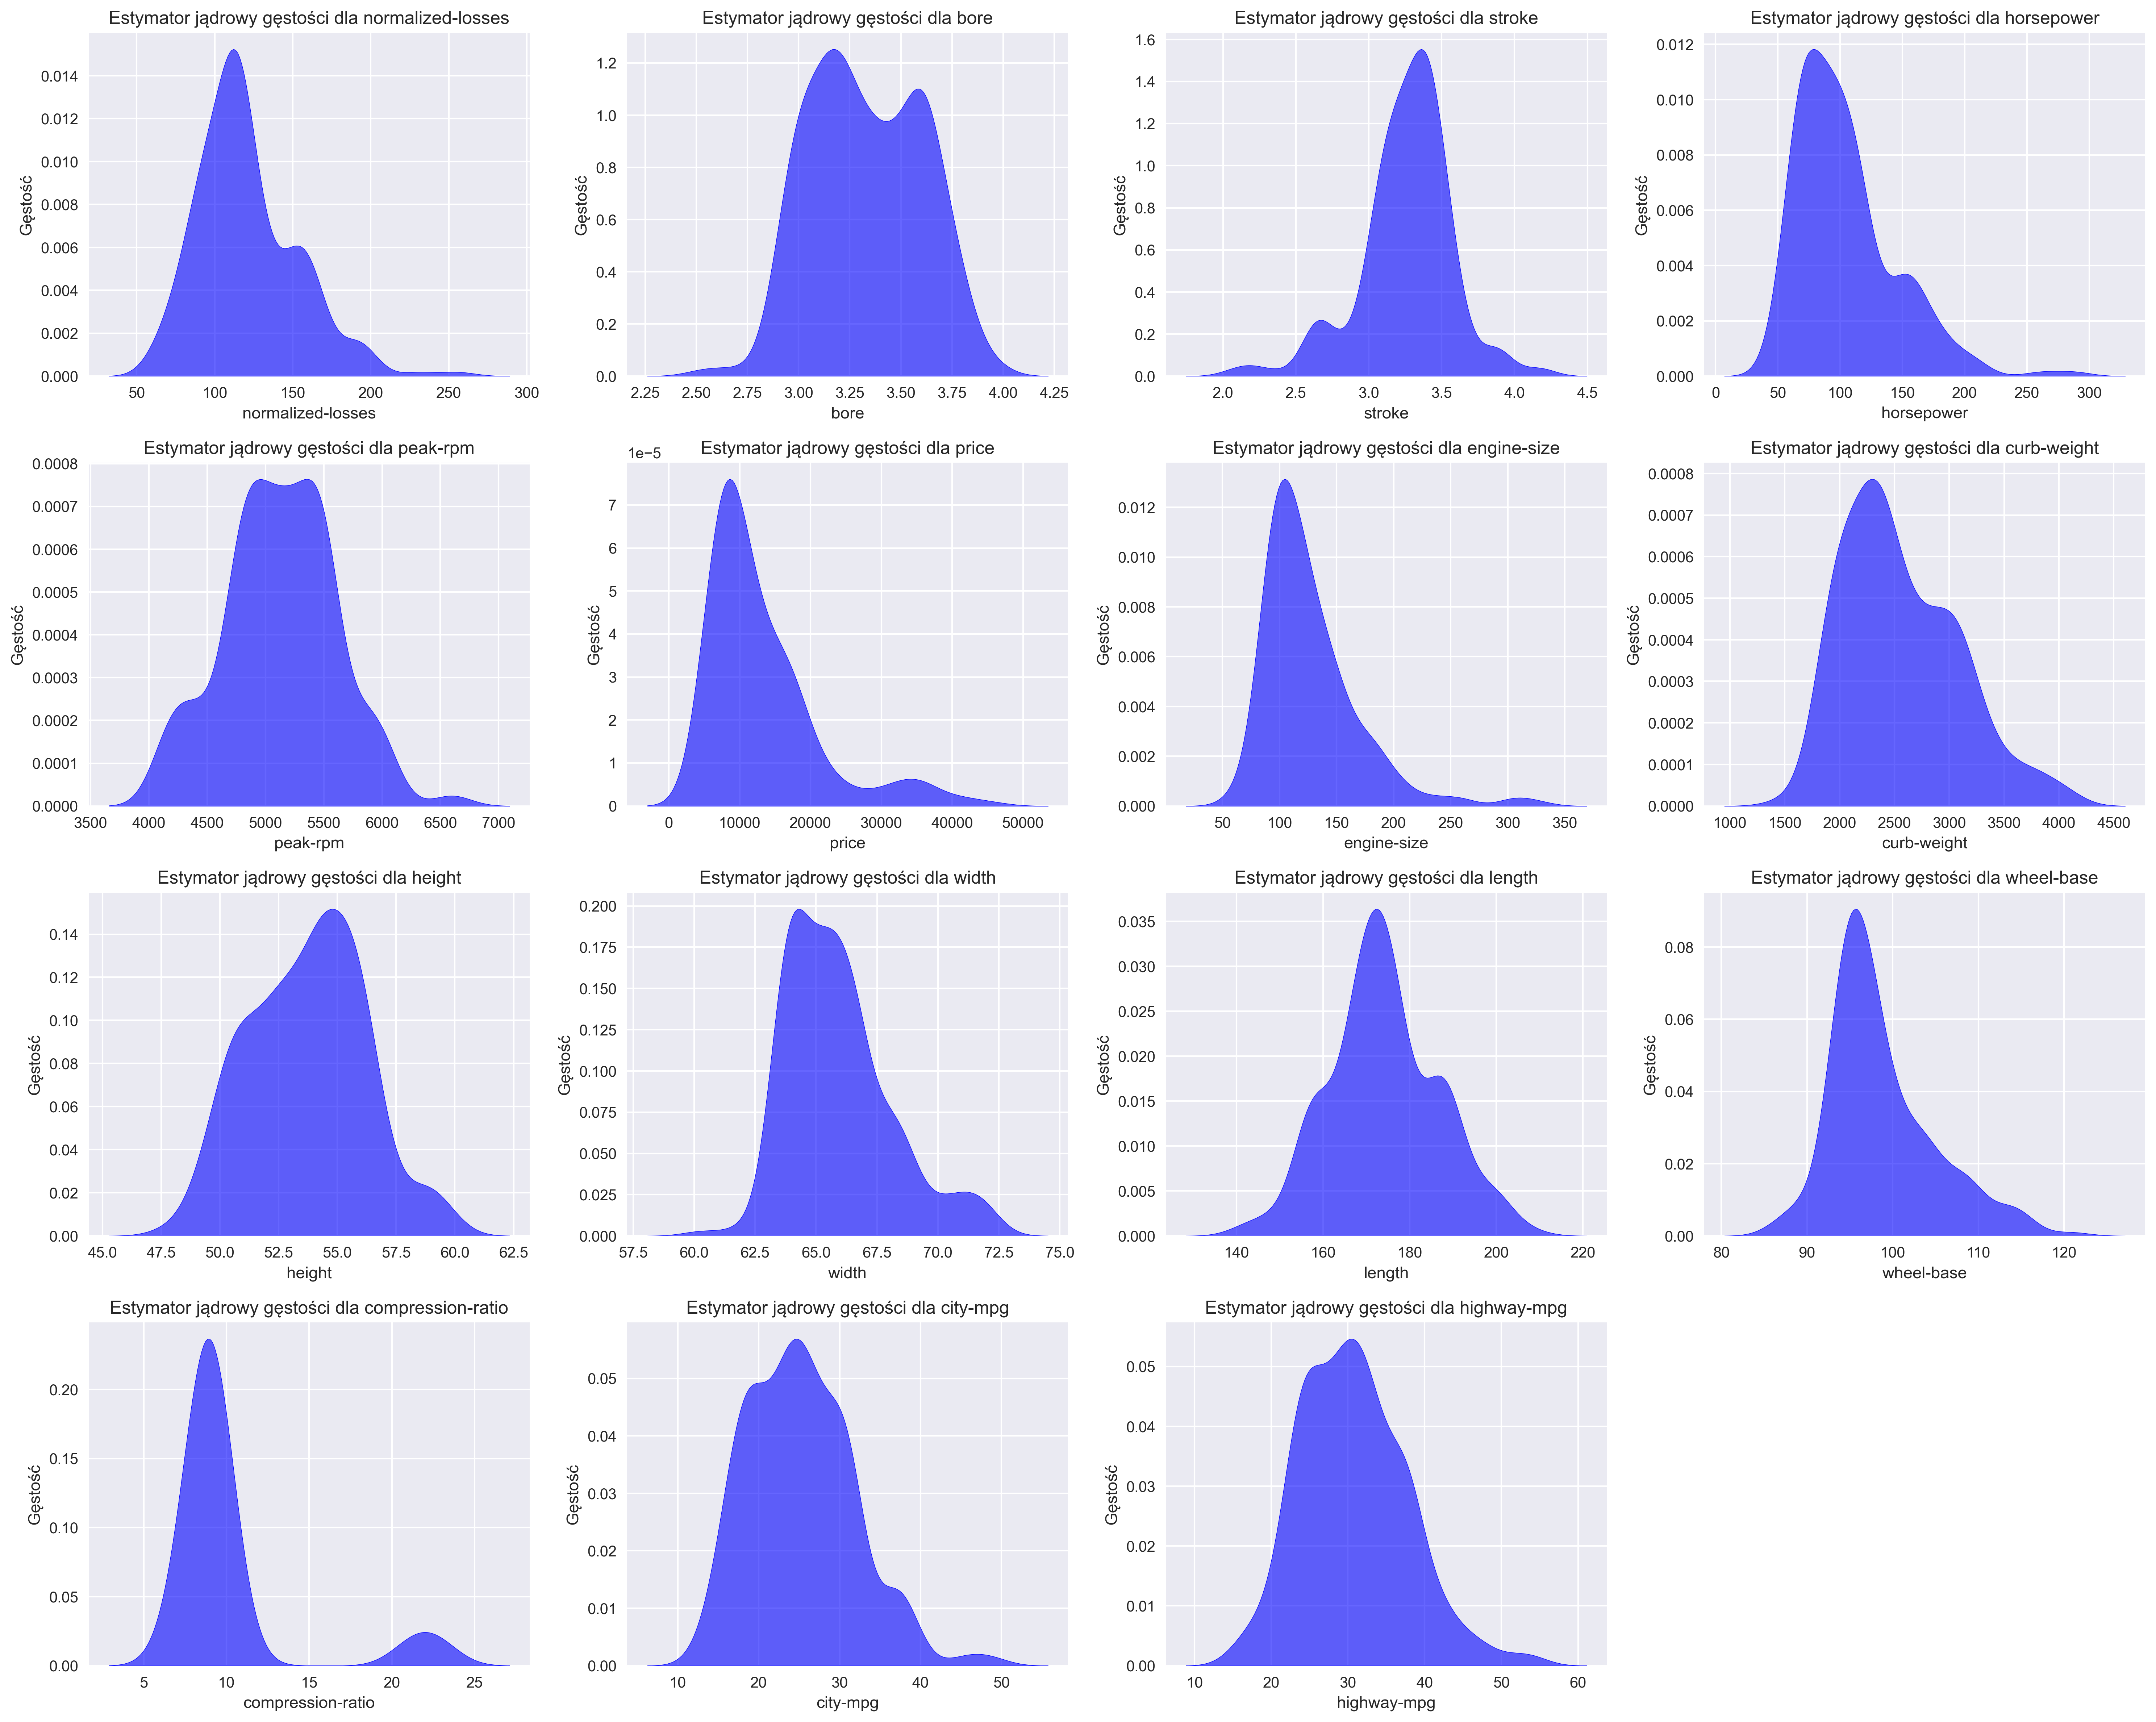 Estymator jądrowy gęstości dla normalized-losses
Gęstość
0.000
0.002
0.004
0.006
0.008
0.010
0.012
0.014
50 100 150 200 250 300
normalized-losses
Estymator jądrowy gęstości dla bore
Gęstość
0.0
0.2
0.4
0.6
0.8
1.0
1.2
2.25 2.50 2.75 3.00 3.25 3.50 3.75 4.00 4.25
bore
Estymator jądrowy gęstości dla stroke
Gęstość
0.0
0.2
0.4
0.6
0.8
1.0
1.2
1.4
1.6
2.0 2.5 3.0 3.5 4.0 4.5
stroke
Estymator jądrowy gęstości dla horsepower
Gęstość
0.000
0.002
0.004
0.006
0.008
0.010
0.012
0 50 100 150 200 250 300
horsepower
Estymator jądrowy gęstości dla peak-rpm
Gęstość
0.0000
0.0001
0.0002
0.0003
0.0004
0.0005
0.0006
0.0007
0.0008
3500 4000 4500 5000 5500 6000 6500 7000
peak-rpm
Estymator jądrowy gęstości dla price
1e−5
Gęstość
0
1
2
3
4
5
6
7
0 10000 20000 30000 40000 50000
price
Estymator jądrowy gęstości dla engine-size
Gęstość
0.000
0.002
0.004
0.006
0.008
0.010
0.012
50 100 150 200 250 300 350
engine-size
Estymator jądrowy gęstości dla curb-weight
Gęstość
0.0000
0.0001
0.0002
0.0003
0.0004
0.0005
0.0006
0.0007
0.0008
1000 1500 2000 2500 3000 3500 4000 4500
curb-weight
Estymator jądrowy gęstości dla height
Gęstość
0.00
0.02
0.04
0.06
0.08
0.10
0.12
0.14
45.0 47.5 50.0 52.5 55.0 57.5 60.0 62.5
height
Estymator jądrowy gęstości dla width
Gęstość
0.000
0.025
0.050
0.075
0.100
0.125
0.150
0.175
0.200
57.5 60.0 62.5 65.0 67.5 70.0 72.5 75.0
width
Estymator jądrowy gęstości dla length
Gęstość
0.000
0.005
0.010
0.015
0.020
0.025
0.030
0.035
140 160 180 200 220
length
Estymator jądrowy gęstości dla wheel-base
Gęstość
0.00
0.02
0.04
0.06
0.08
80 90 100 110 120
wheel-base
Estymator jądrowy gęstości dla compression-ratio
Gęstość
0.00
0.05
0.10
0.15
0.20
5 10 15 20 25
compression-ratio
Estymator jądrowy gęstości dla city-mpg
Gęstość
0.00
0.01
0.02
0.03
0.04
0.05
10 20 30 40 50
city-mpg
Estymator jądrowy gęstości dla highway-mpg
Gęstość
0.00
0.01
0.02
0.03
0.04
0.05
10 20 30 40 50 60
highway-mpg